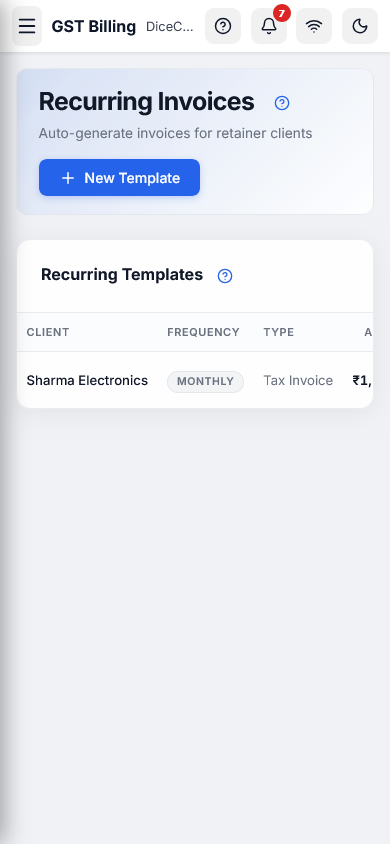 GST Billing DiceC... 7
Recurring Invoices
Auto-generate invoices for retainer clients
New Template
Recurring Templates
CLIENT FREQUENCY TYPE A
Sharma Electronics MONTHLY Tax Invoice ₹1,